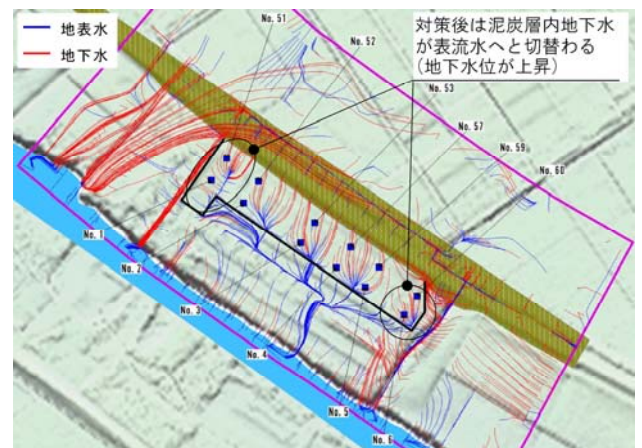 地表水
地下水
対策後は泥炭層内地下水
が表流水へと切替わる
(地下水位が上昇)
No. 51
No. 52
No. 53
No. 57
No. 59
No. 60
No. 1
No. 2
No. 3
No. 4
No. 5
No. 6